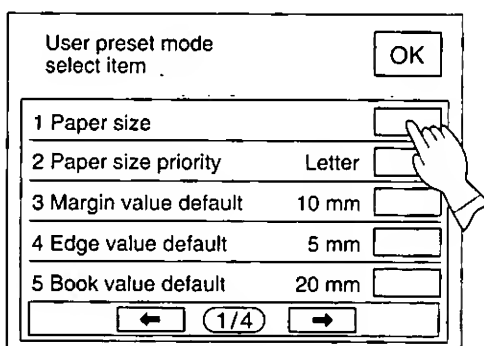 User preset mode
select item
OK
1 Paper size
2 Paper size priority Letter
3 Margin value default 10 mm
4 Edge value default 5 mm
5 Book value default 20 mm
← 1/4 →